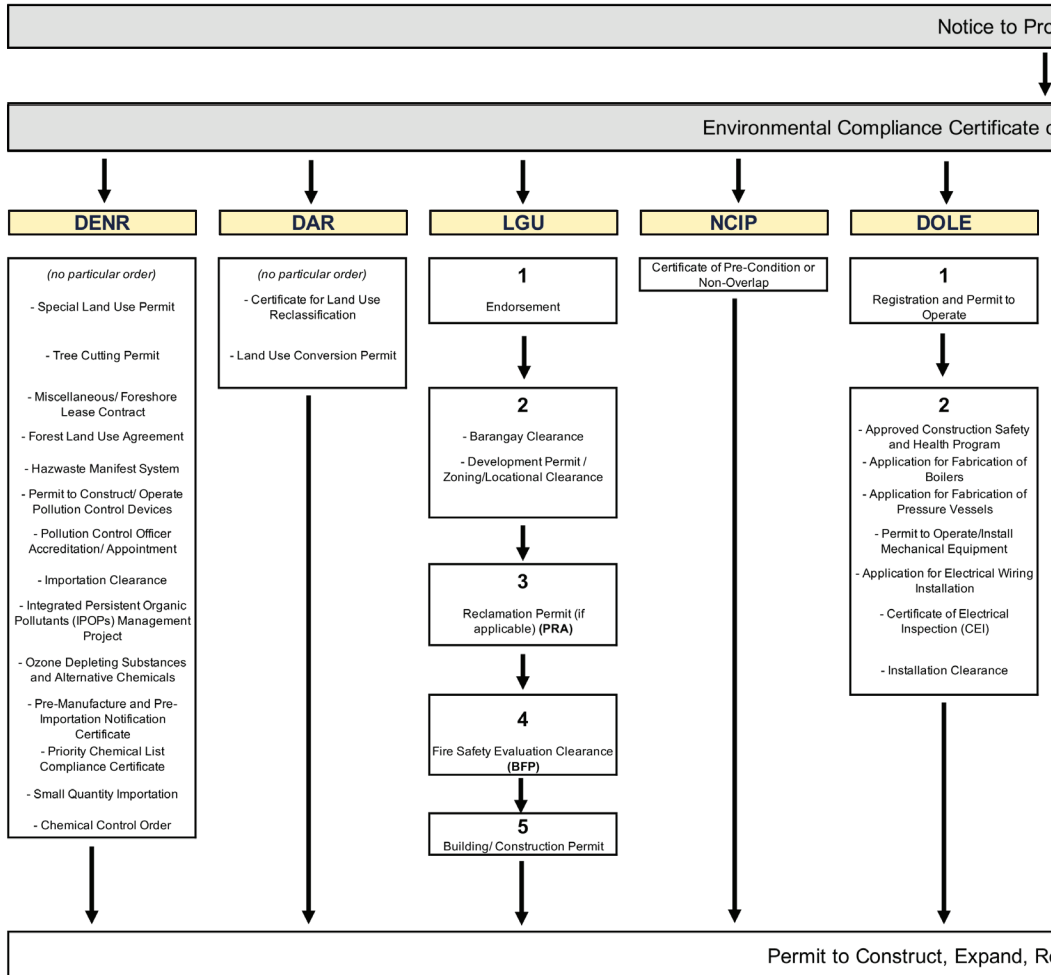 Notice to Pro
Environmental Compliance Certificate
DENR
(no particular order)
- Special Land Use Permit
- Tree Cutting Permit
- Miscellaneous/ Foreshore
Lease Contract
- Forest Land Use Agreement
- Hazwaste Manifest System
- Permit to Construct/ Operate
Pollution Control Devices
- Pollution Control Officer
Accreditation/ Appointment
- Importation Clearance
- Integrated Persistent Organic
Pollutants (IPOPs) Management
Project
- Ozone Depleting Substances
and Alternative Chemicals
- Pre-Manufacture and Pre-
Importation Notification
Certificate
- Priority Chemical List
Compliance Certificate
- Small Quantity Importation
- Chemical Control Order
DAR
(no particular order)
- Certificate for Land Use
Reclassification
- Land Use Conversion Permit
LGU
1
Endorsement
2
- Barangay Clearance
- Development Permit /
Zoning/Locational Clearance
3
Reclamation Permit (if
applicable) (PRA)
4
Fire Safety Evaluation Clearance
(BFP)
5
Building/ Construction Permit
NCIP
Certificate of Pre-Condition or
Non-Overlap
DOLE
1
Registration and Permit to
Operate
2
- Approved Construction Safety
and Health Program
- Application for Fabrication of
Boilers
- Application for Fabrication of
Pressure Vessels
- Permit to Operate/Install
Mechanical Equipment
- Application for Electrical Wiring
Installation
- Certificate of Electrical
Inspection (CEI)
- Installation Clearance
Permit to Construct, Expand, R